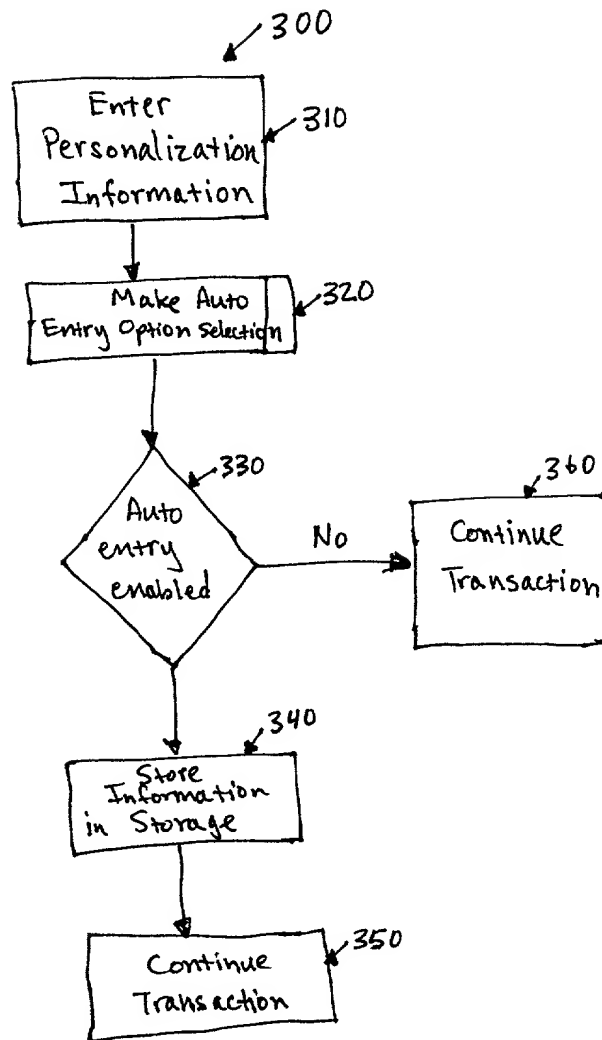 300
Enter
Personalization
Information
310
Make Auto
Entry Option Selection
320
330
Auto
entry
enabled
No
360
Continue
Transaction
340
Store
Information
in Storage
350
Continue
Transaction